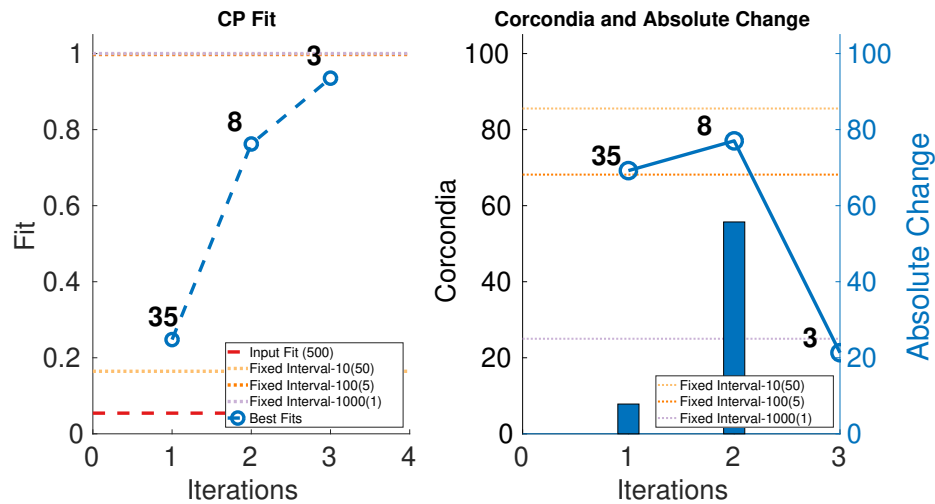 CP Fit
1
0.8
0.6
0.4
0.2
0
Fit
35
8
3
Input Fit (500)
Fixed Interval-10(50)
Fixed Interval-100(5)
Fixed Interval-1000(1)
Best Fits
0 1 2 3 4
Iterations
Corcondia and Absolute Change
100
80
60
40
20
0
Corcondia
35
8
3
Fixed Interval-10(50)
Fixed Interval-100(5)
Fixed Interval-1000(1)
0 1 2 3
Iterations
100
80
60
40
20
0
Absolute Change